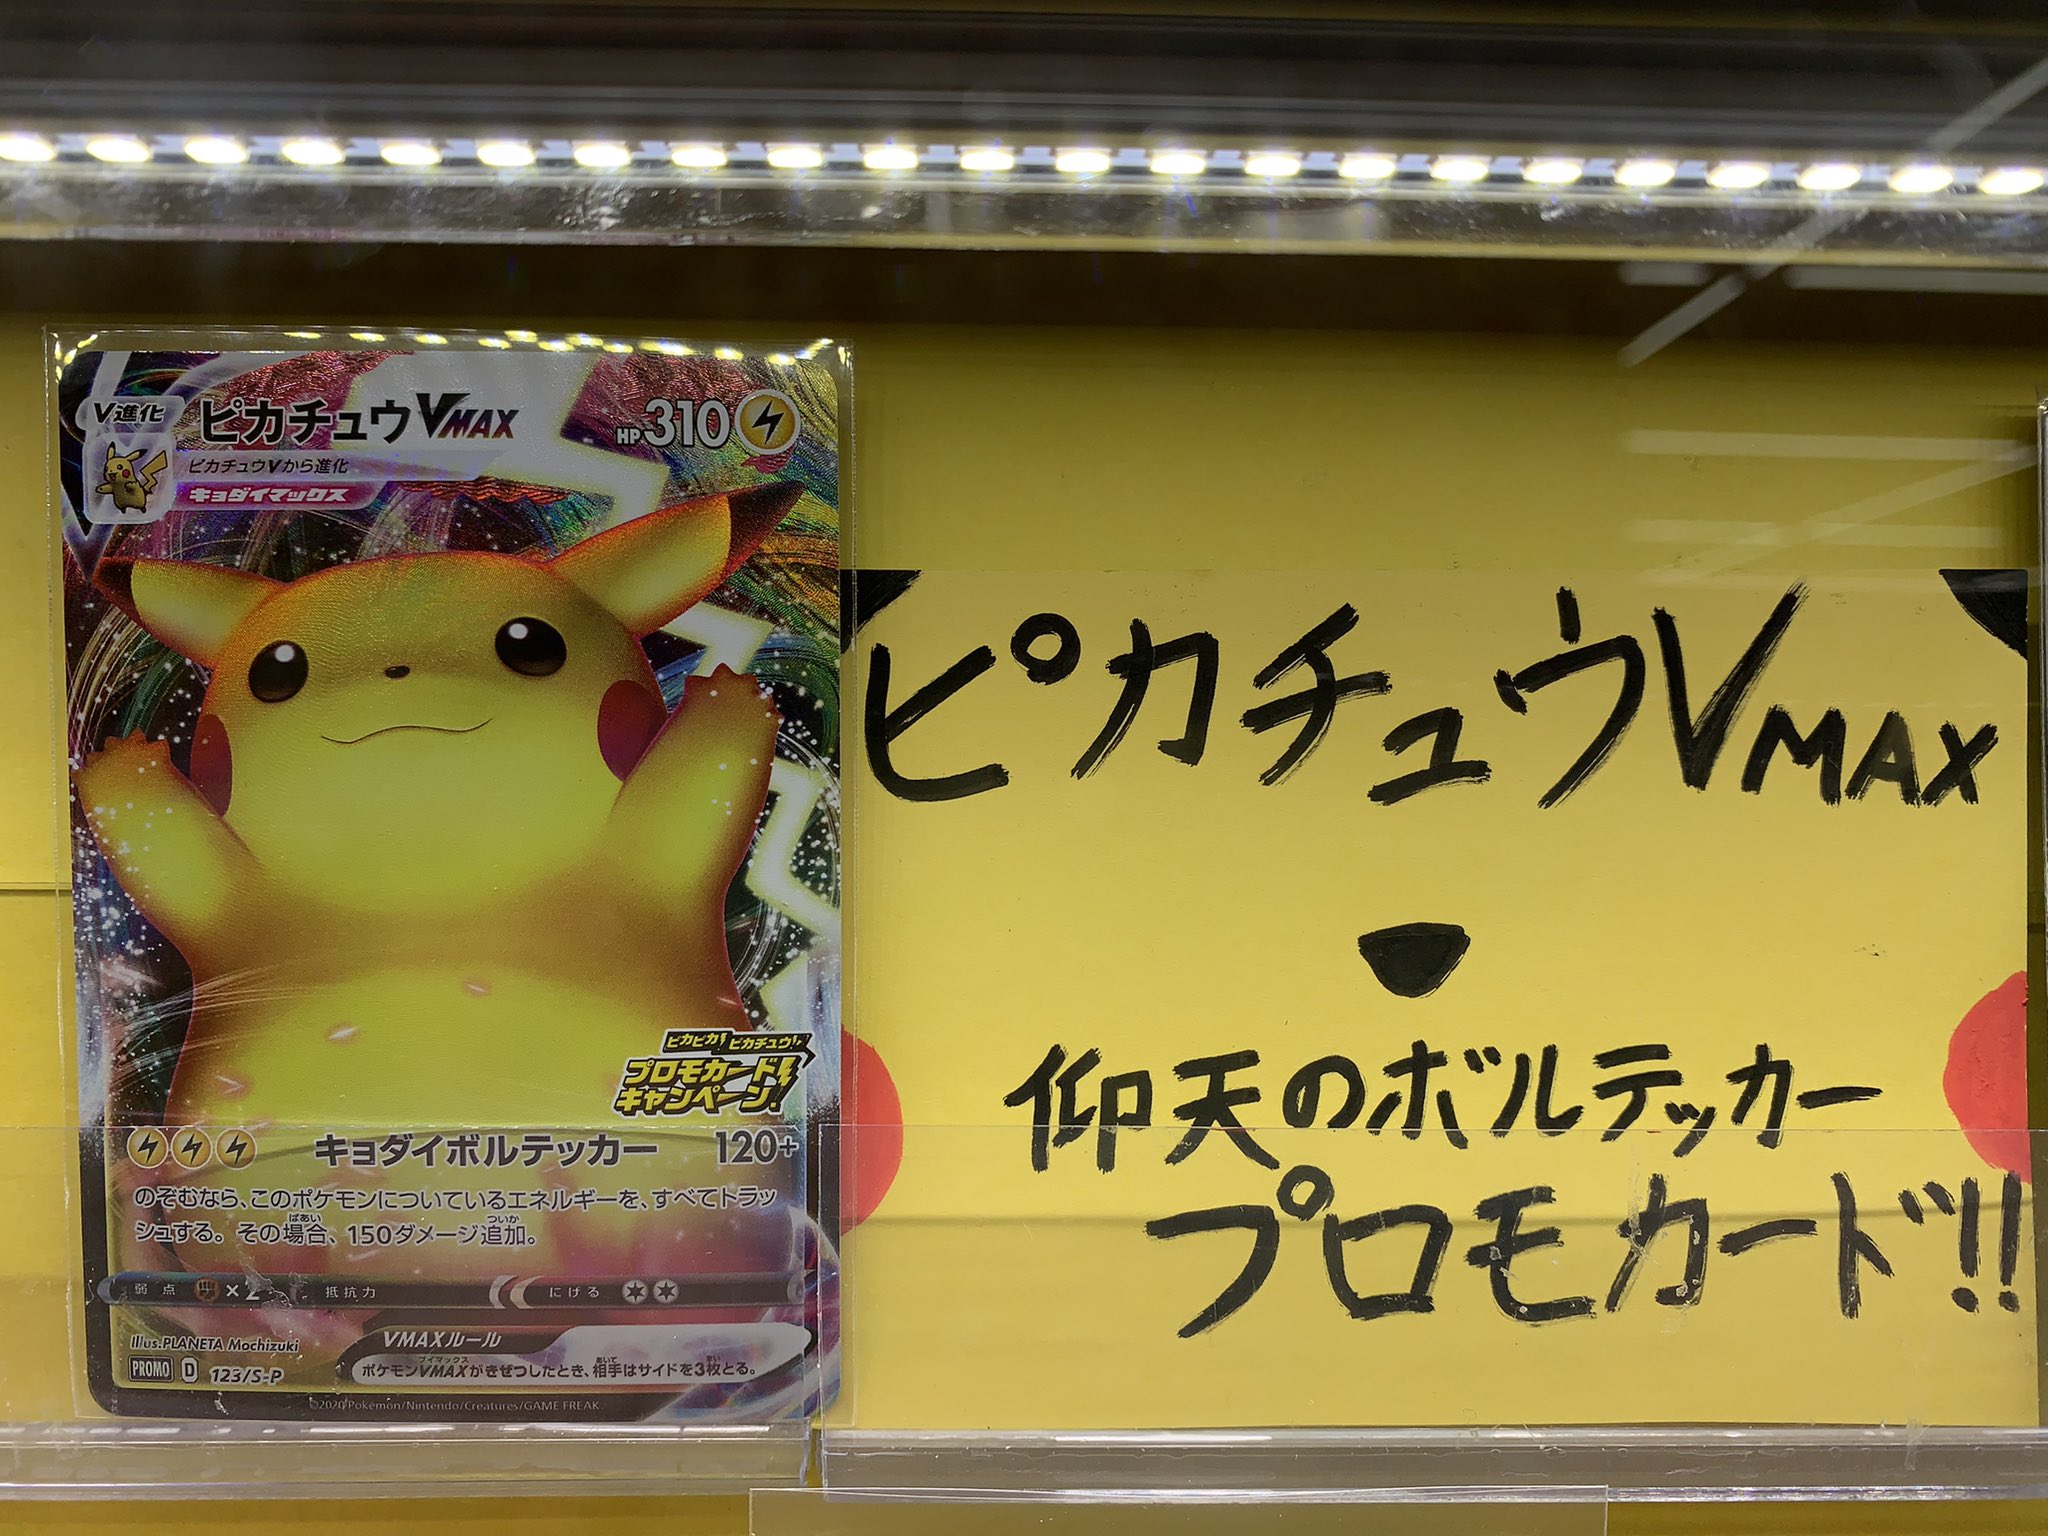 V進化
ピカチュウVMAX
HP310
ピカチュウVから進化
キョダイマックス
ピカピカ! ピカチュウ!
プロモカード
キャンペーン!
キョダイボルテッカー 120+
のぞむなら、このポケモンについているエネルギーを、すべてトラッ
シュする。その場合、150ダメージ追加。
弱点 ×2 抵抗力 にげる
Illus.PLANETA Mochizuki
VMAXルール
ポケモンVMAXがきぜつしたとき、相手はサイドを3枚とる。
PROMO D 123/S-P
©2020 Pokémon/Nintendo/Creatures/GAME FREAK
ピカチュウVMAX
仰天のボルテッカー
プロモカード!!